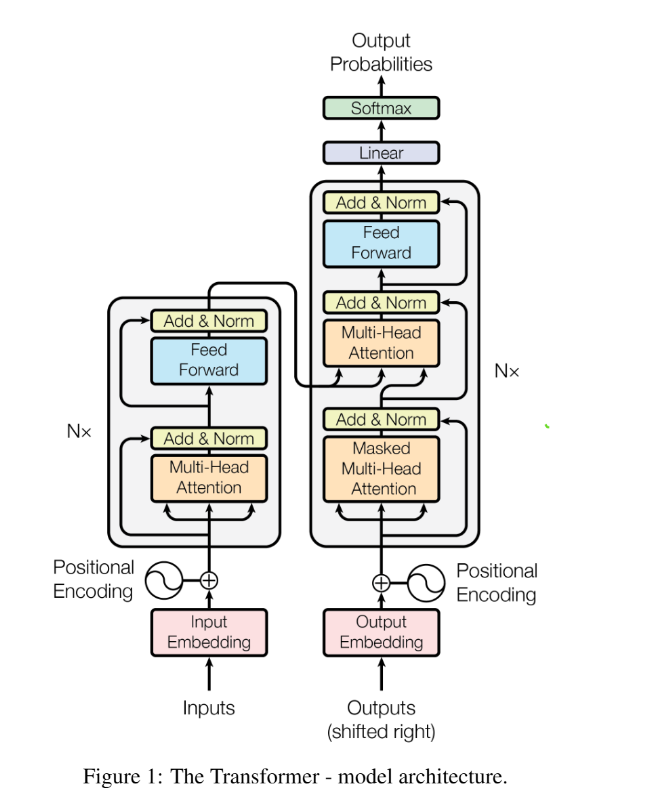 Output
Probabilities
Softmax
Linear
Add & Norm
Feed
Forward
Add & Norm
Multi-Head
Attention
Add & Norm
Masked
Multi-Head
Attention
Nx
Add & Norm
Feed
Forward
Add & Norm
Multi-Head
Attention
Nx
Positional
Encoding
Positional
Encoding
Input
Embedding
Output
Embedding
Inputs
Outputs
(shifted right)
Figure 1: The Transformer - model architecture.